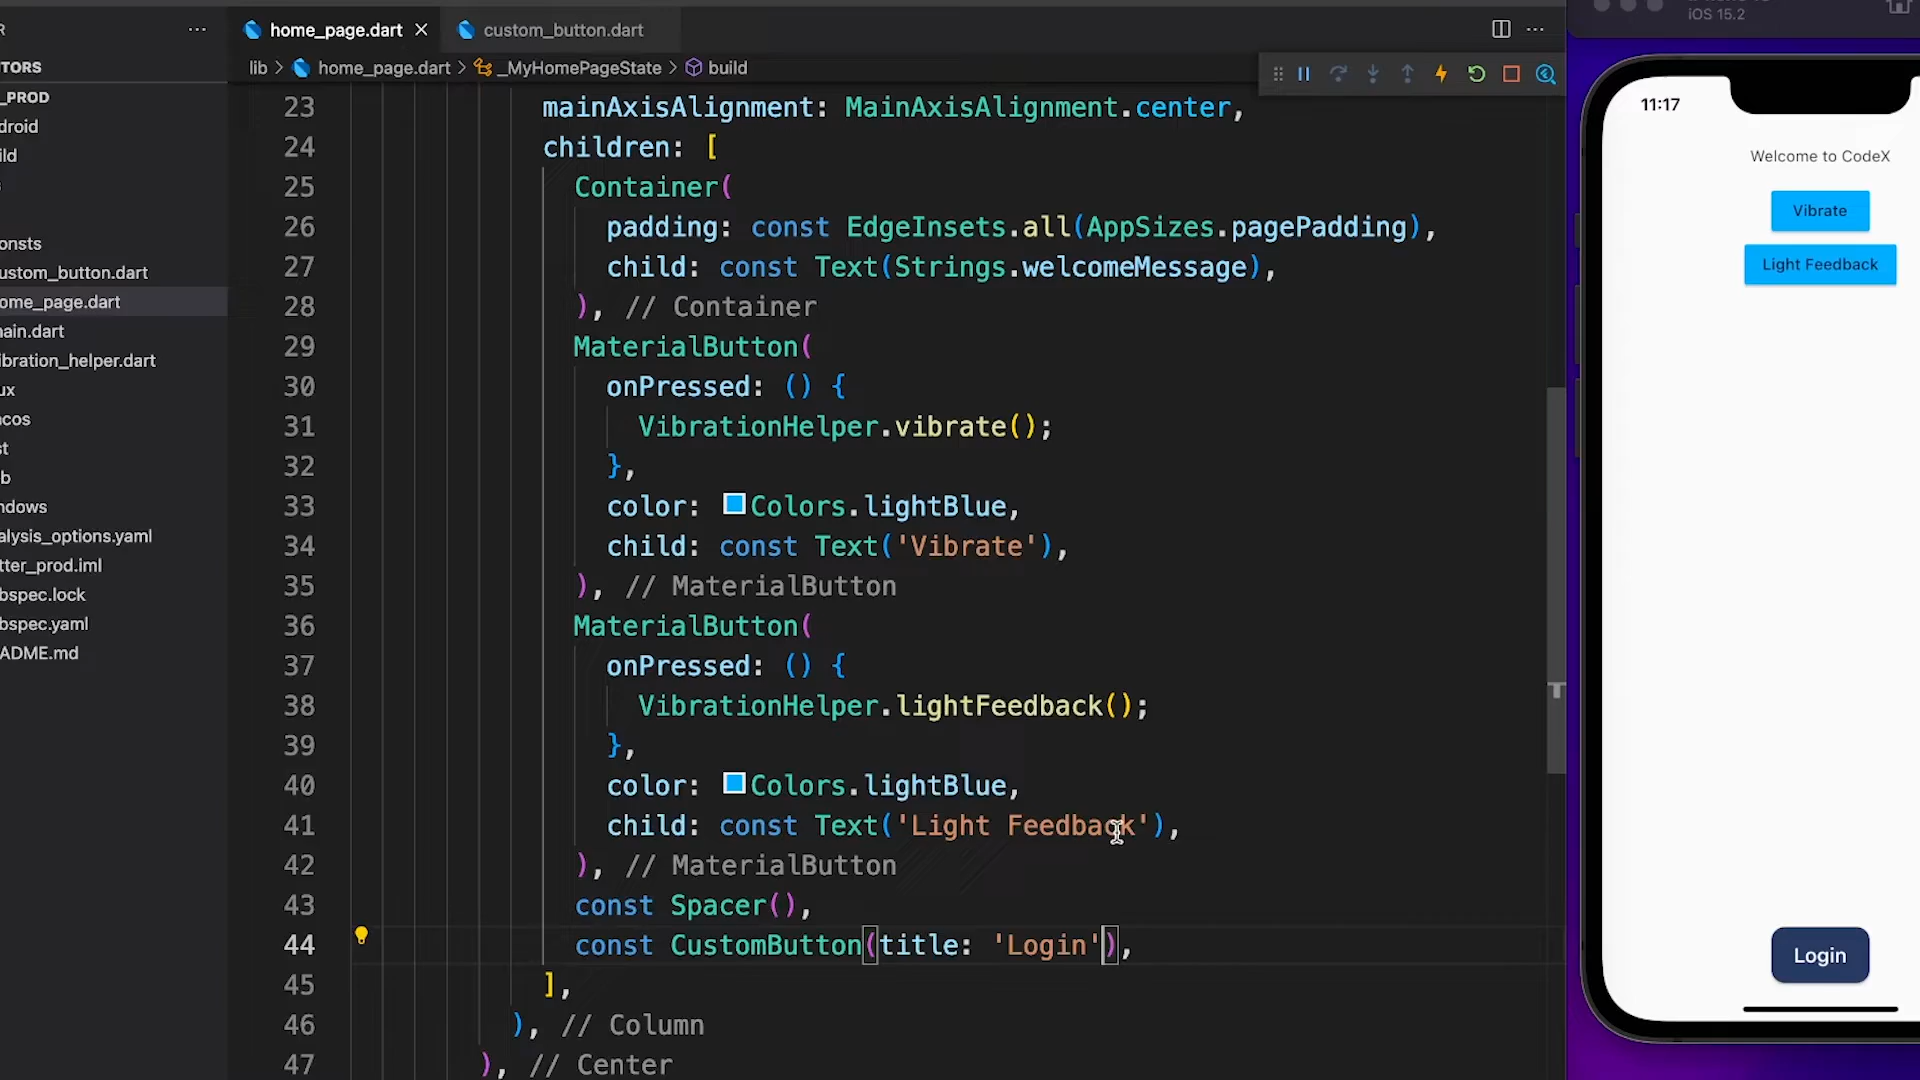 R
home_page.dart
custom_button.dart
iOS 15.2
TORS
lib > home_page.dart > _MyHomePageState > build
_PROD
droid
ild
onsts
ustom_button.dart
ome_page.dart
ain.dart
ibration_helper.dart
ux
acos
st
b
ndows
alysis_options.yaml
tter_prod.iml
bspec.lock
bspec.yaml
ADME.md
23 mainAxisAlignment: MainAxisAlignment.center,
24 children: [
25 Container(
26 padding: const EdgeInsets.all(AppSizes.pagePadding),
27 child: const Text(Strings.welcomeMessage),
28 ), // Container
29 MaterialButton(
30 onPressed: () {
31 VibrationHelper.vibrate();
32 },
33 color: Colors.lightBlue,
34 child: const Text('Vibrate'),
35 ), // MaterialButton
36 MaterialButton(
37 onPressed: () {
38 VibrationHelper.lightFeedback();
39 },
40 color: Colors.lightBlue,
41 child: const Text('Light Feedback'),
42 ), // MaterialButton
43 const Spacer(),
44 const CustomButton(title: 'Login'),
45 ],
46 ), // Column
47 ), // Center
11:17
Welcome to CodeX
Vibrate
Light Feedback
Login